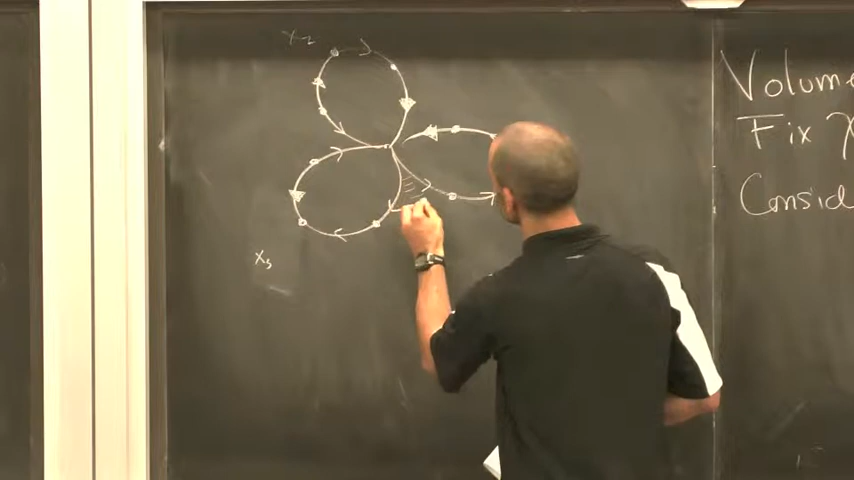 x₂
x₃
Volume
Fix
Consid